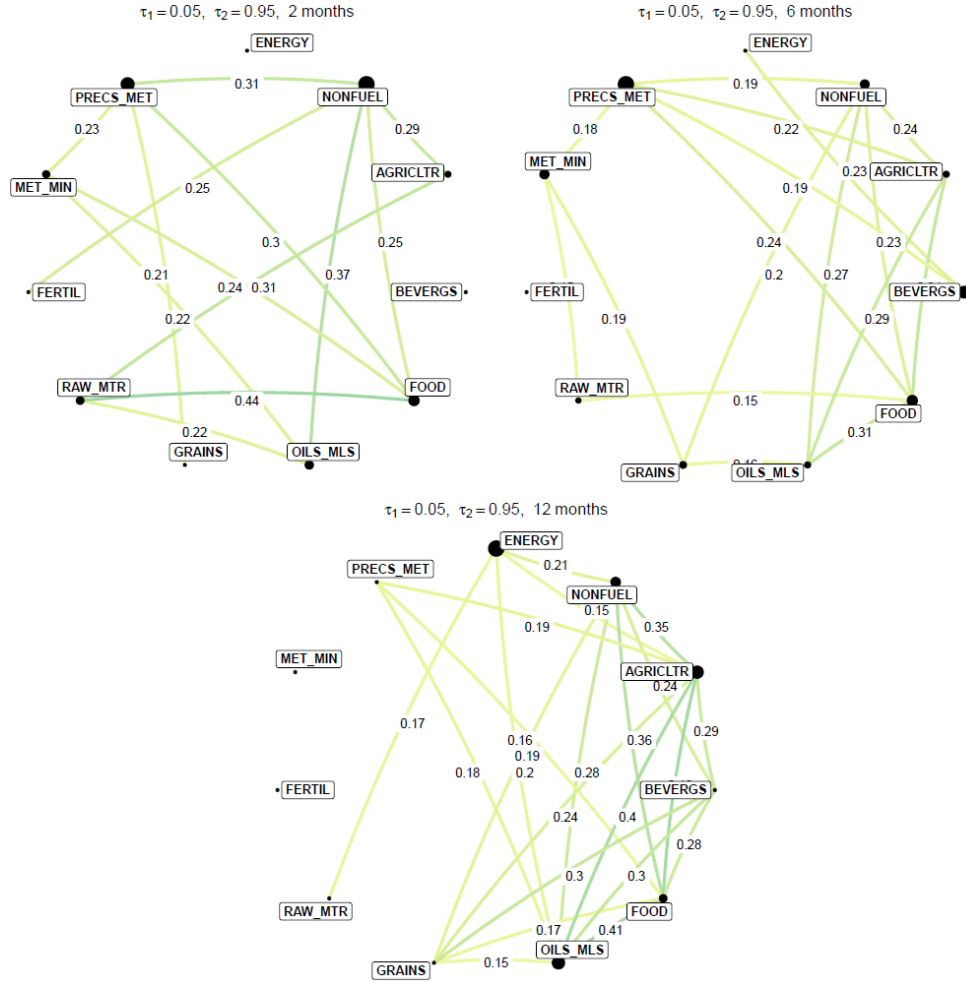 τ₁ = 0.05, τ₂ = 0.95, 2 months
ENERGY
0.31
PRECS_MET
NONFUEL
0.23
0.29
AGRICLTR
MET_MIN
0.25
0.3
0.25
0.21
0.37
0.24
0.31
FERTIL
BEVERGS
0.22
RAW_MTR
FOOD
0.44
0.22
GRAINS
OILS_MLS
τ₁ = 0.05, τ₂ = 0.95, 6 months
ENERGY
0.19
PRECS_MET
NONFUEL
0.18
0.22
0.24
MET_MIN
0.23
AGRICLTR
0.19
0.24
0.23
0.2
0.27
FERTIL
BEVERGS
0.19
0.29
RAW_MTR
0.15
FOOD
0.31
GRAINS
OILS_MLS
τ₁ = 0.05, τ₂ = 0.95, 12 months
ENERGY
0.21
PRECS_MET
NONFUEL
0.15
0.19
0.35
MET_MIN
AGRICLTR
0.24
0.17
0.29
0.16
0.36
0.19
0.18
0.2
0.28
FERTIL
BEVERGS
0.24
0.4
0.28
0.3
0.3
RAW_MTR
FOOD
0.17
0.41
OILS_MLS
0.15
GRAINS